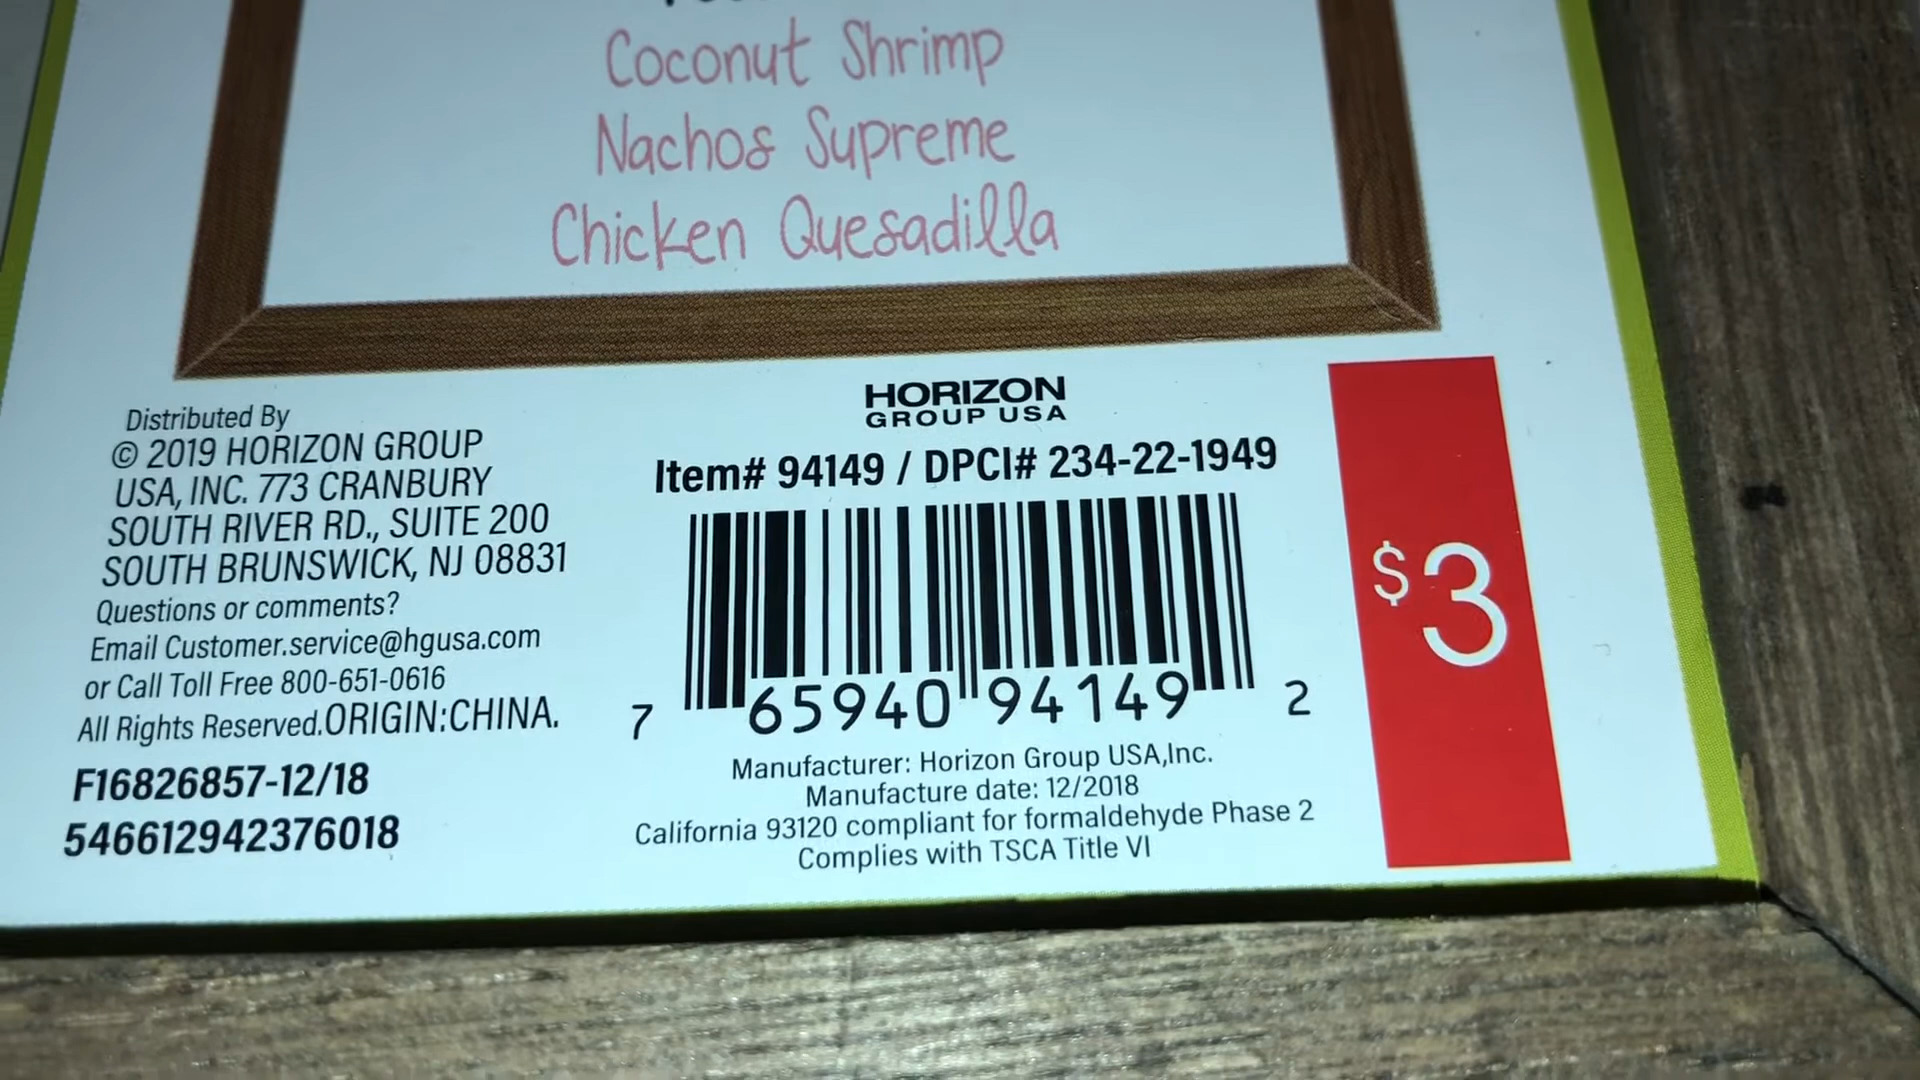 Coconut Shrimp
Nachos Supreme
Chicken Quesadilla
Distributed By
© 2019 HORIZON GROUP
USA, INC. 773 CRANBURY
SOUTH RIVER RD., SUITE 200
SOUTH BRUNSWICK, NJ 08831
Questions or comments?
Email Customer.service@hgusa.com
or Call Toll Free 800-651-0616
All Rights Reserved.ORIGIN:CHINA.
F16826857-12/18
546612942376018
HORIZON
GROUP USA
Item# 94149 / DPCI# 234-22-1949
7 65940 94149 2
Manufacturer: Horizon Group USA,Inc.
Manufacture date: 12/2018
California 93120 compliant for formaldehyde Phase 2
Complies with TSCA Title VI
$3